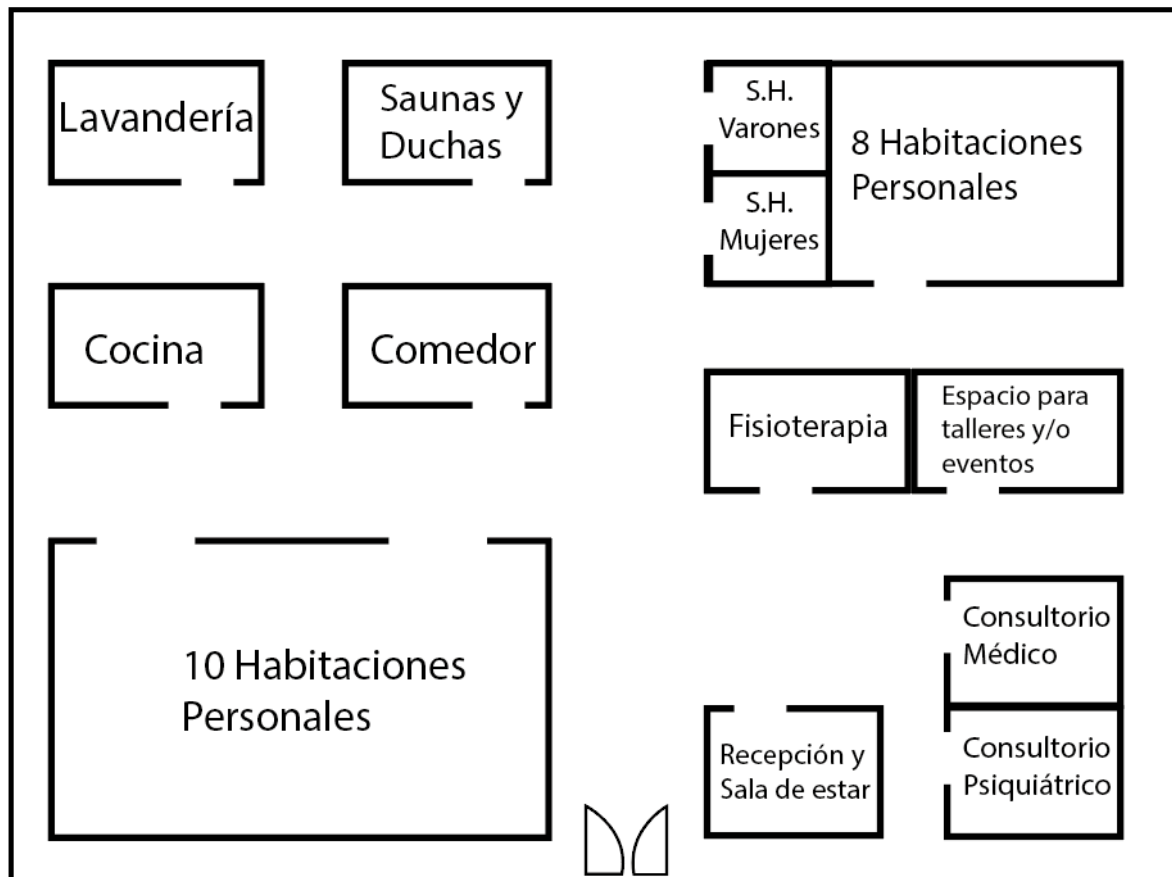 Lavandería
Saunas y
Duchas
S.H.
Varones
S.H.
Mujeres
8 Habitaciones
Personales
Cocina
Comedor
Fisioterapia
Espacio para
talleres y/o
eventos
10 Habitaciones
Personales
Recepción y
Sala de estar
Consultorio
Médico
Consultorio
Psiquiátrico